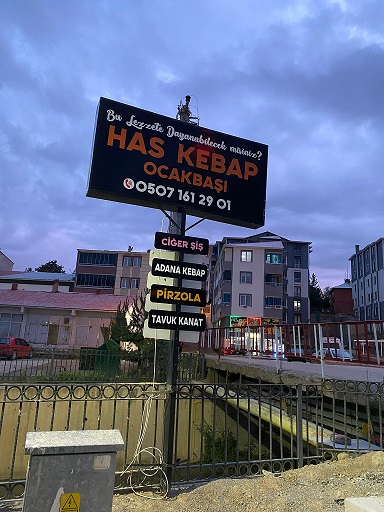 Bu Lezzete Dayanabilecek misiniz?
HAS KEBAP
OCAKBAŞI
0507 161 29 01
CİĞER ŞİŞ
ADANA KEBAP
PİRZOLA
TAVUK KANAT